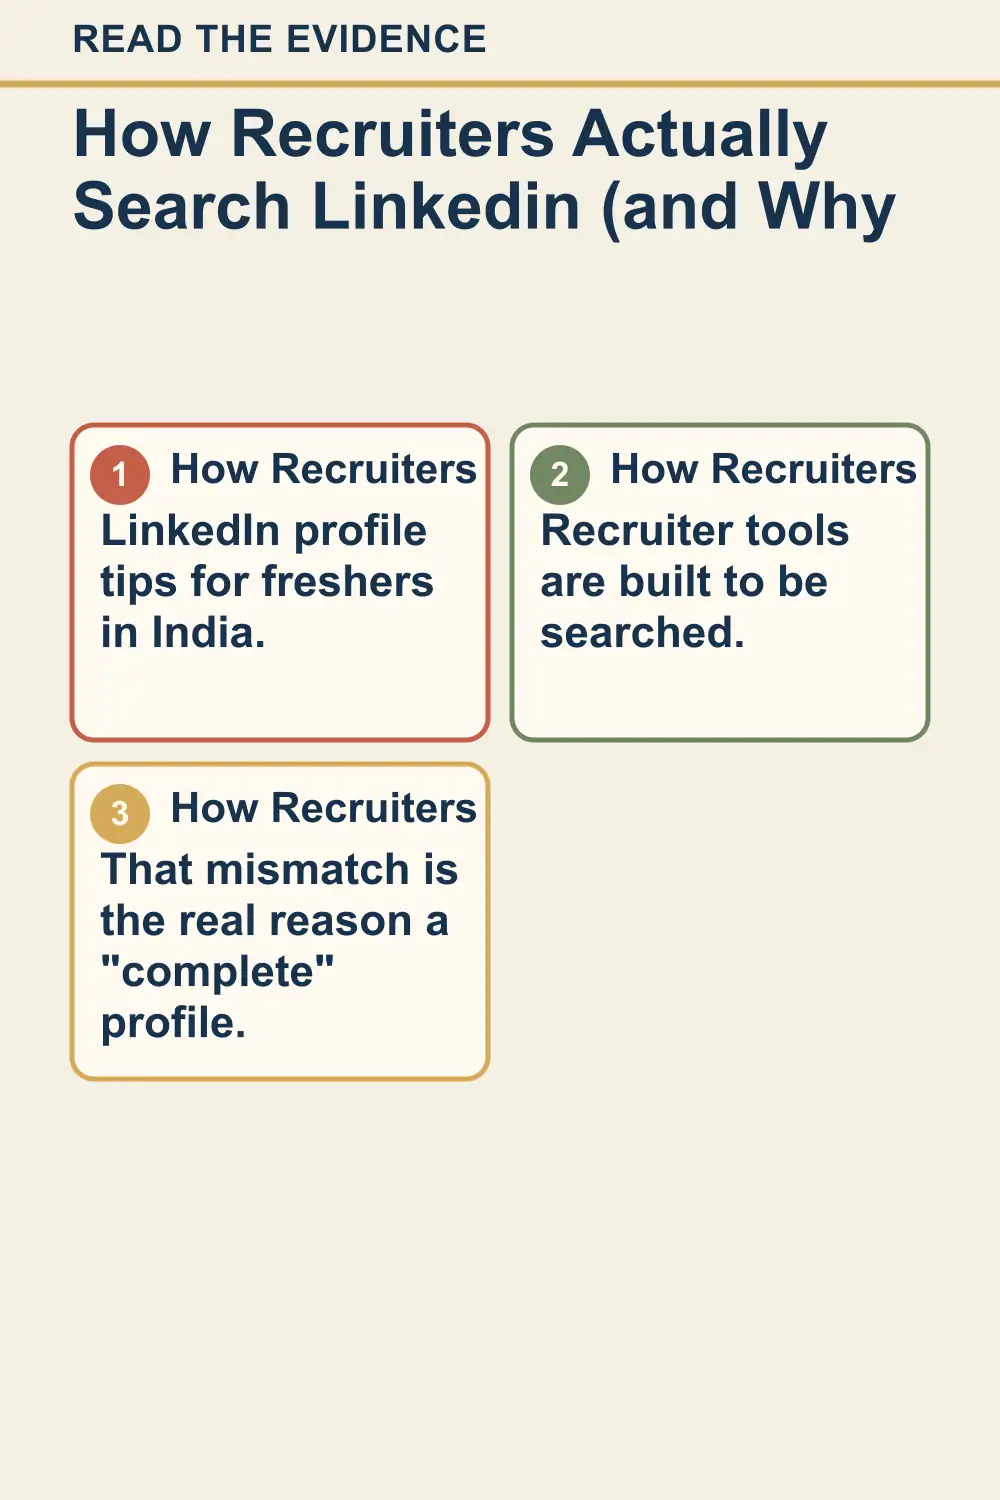 READ THE EVIDENCE
How Recruiters Actually
Search Linkedin (and Why
1 How Recruiters
LinkedIn profile
tips for freshers
in India.
2 How Recruiters
Recruiter tools
are built to be
searched.
3 How Recruiters
That mismatch is
the real reason a
"complete"
profile.